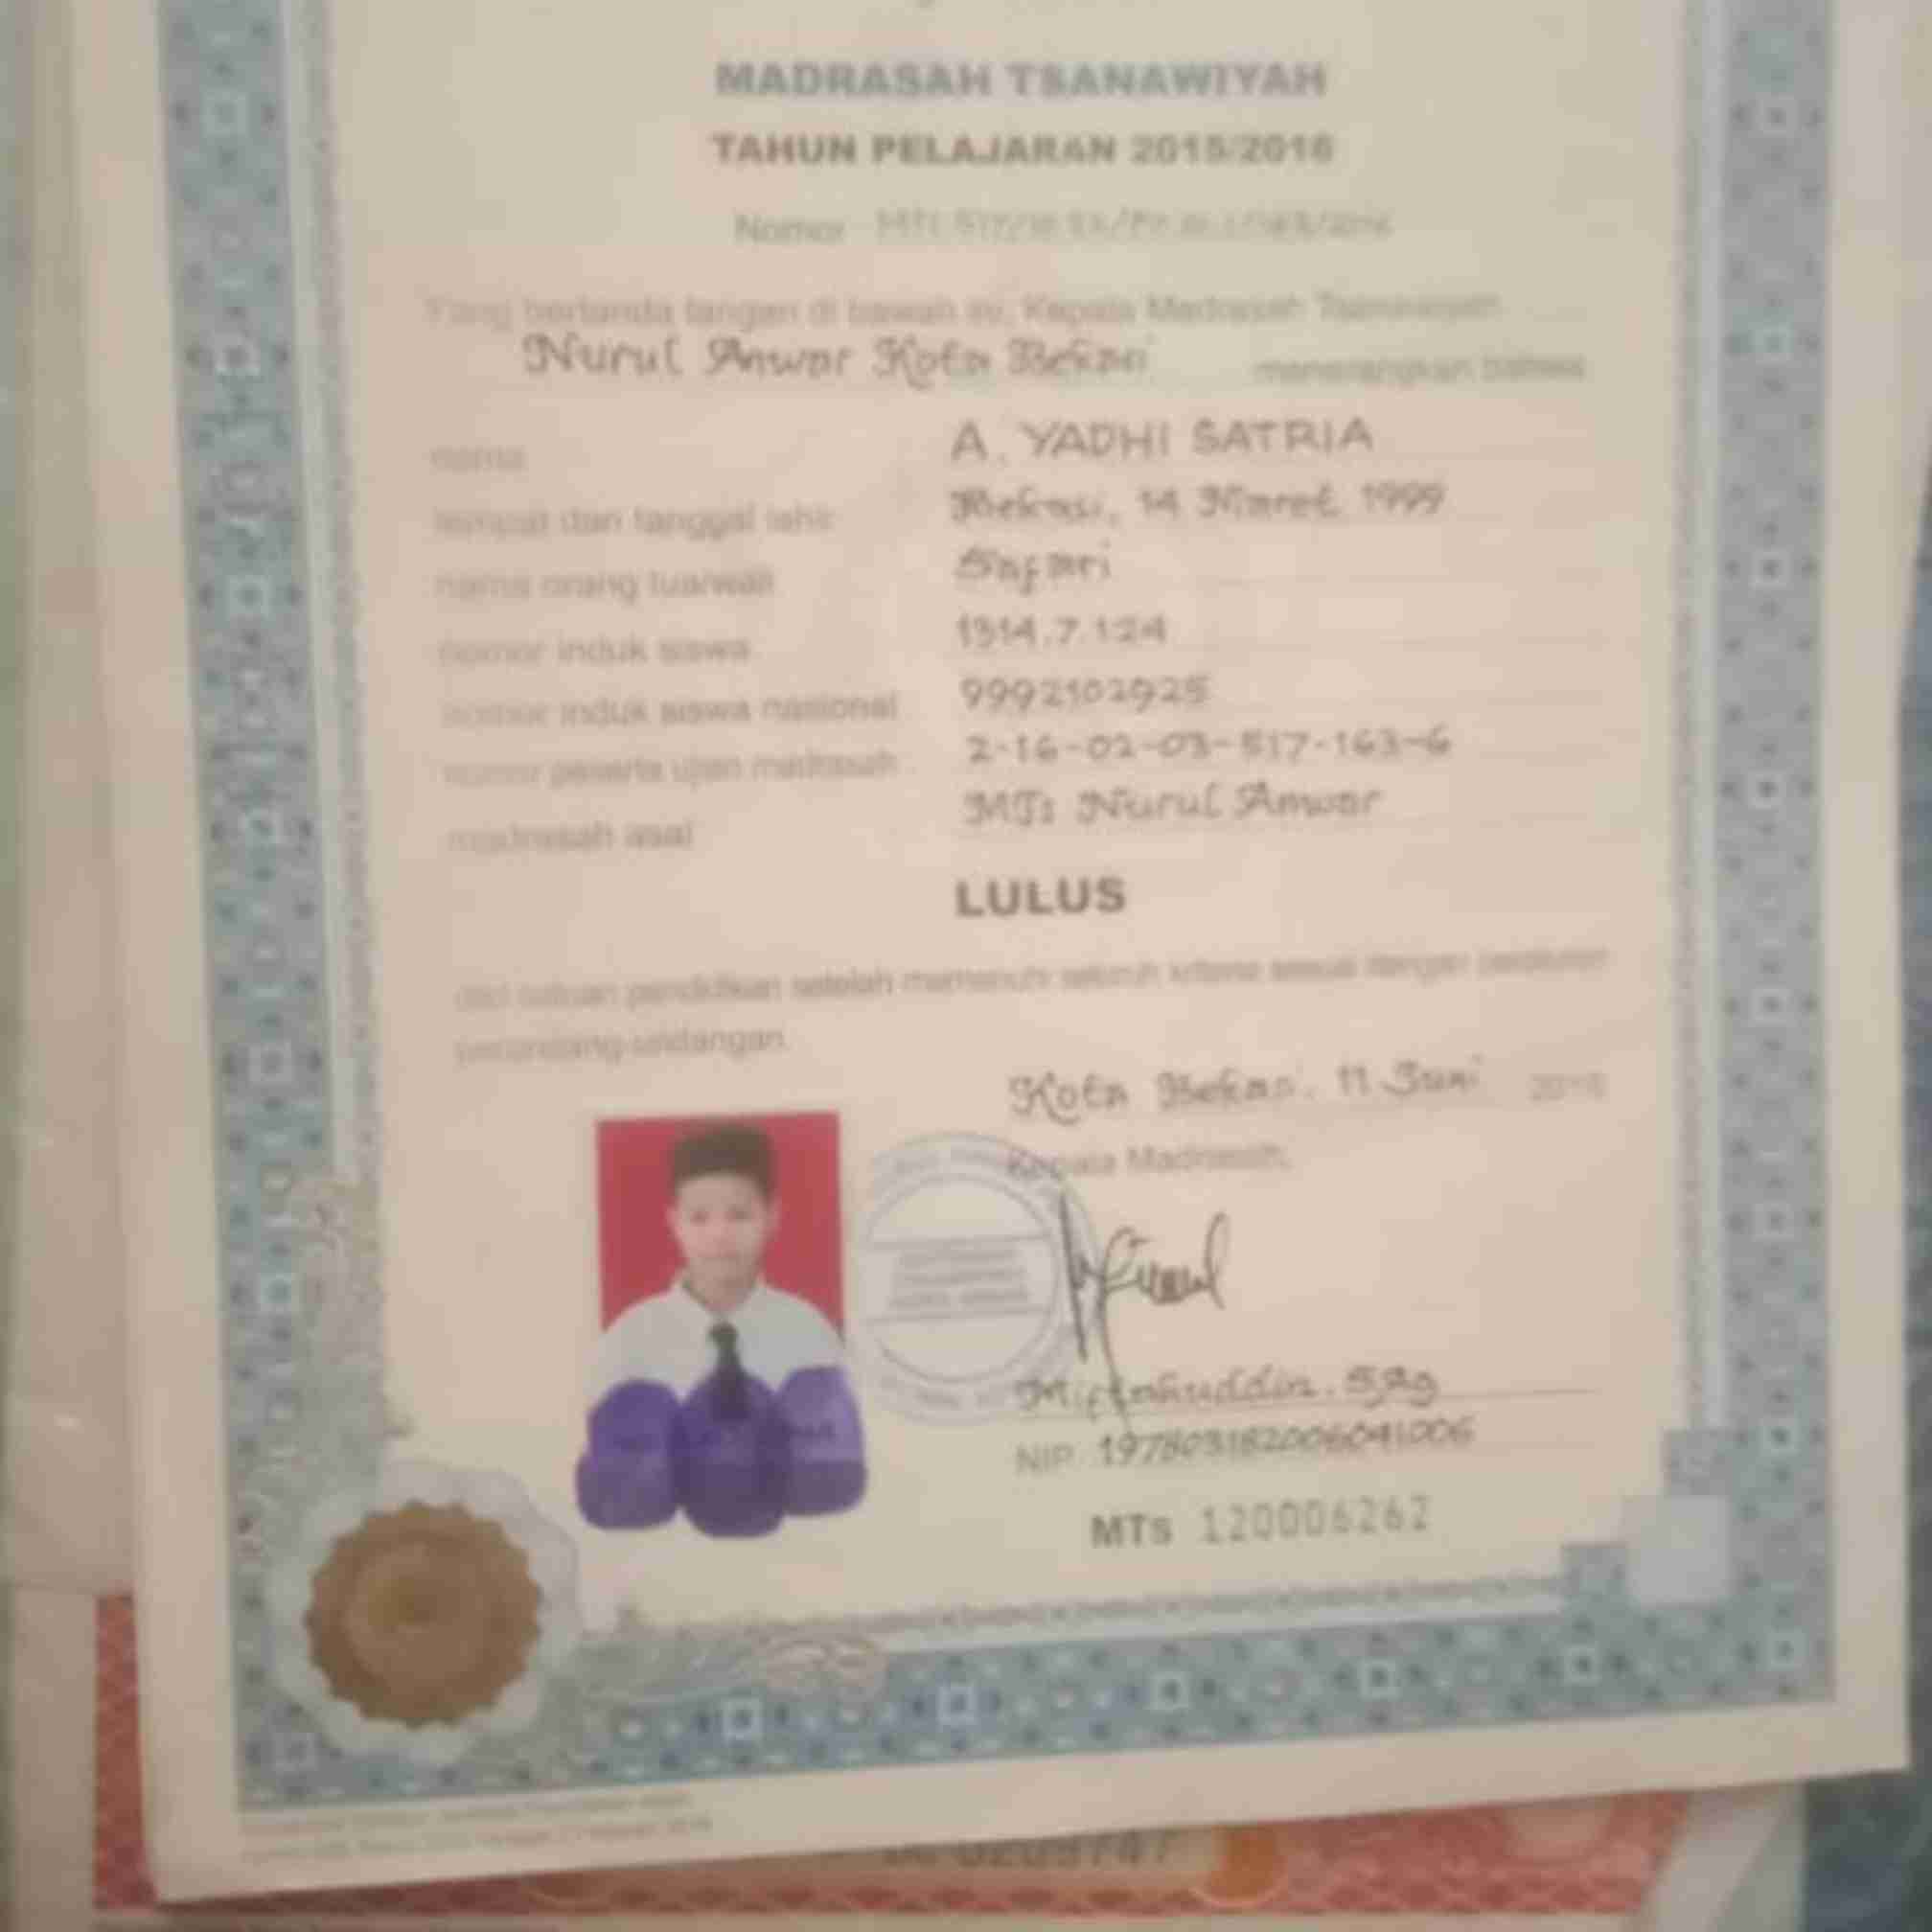 MADRASAH TSANAWIYAH
TAHUN PELAJARAN 2015/2016
Nomor
Yang bertanda tangan di bawah ini, Kepala Madrasah Tsanawiyah
Nurul Anwar Kota Bekasi menerangkan bahwa
nama A. YADHI SATRIA
tempat dan tanggal lahir Bekasi, 14 Maret 1999
nama orang tua/wali Safari
nomor induk siswa 1314.7.124
nomor induk siswa nasional 9992102925
nomor peserta ujian madrasah 2-16-02-03-517-163-6
madrasah asal MTs Nurul Anwar
LULUS
dari satuan pendidikan setelah memenuhi seluruh kriteria sesuai dengan peraturan
perundang-undangan.
Kota Bekasi, 11 Juni 2016
Kepala Madrasah,
Miftahuddin, S.Ag
NIP 197803182006041006
MTs 120006262